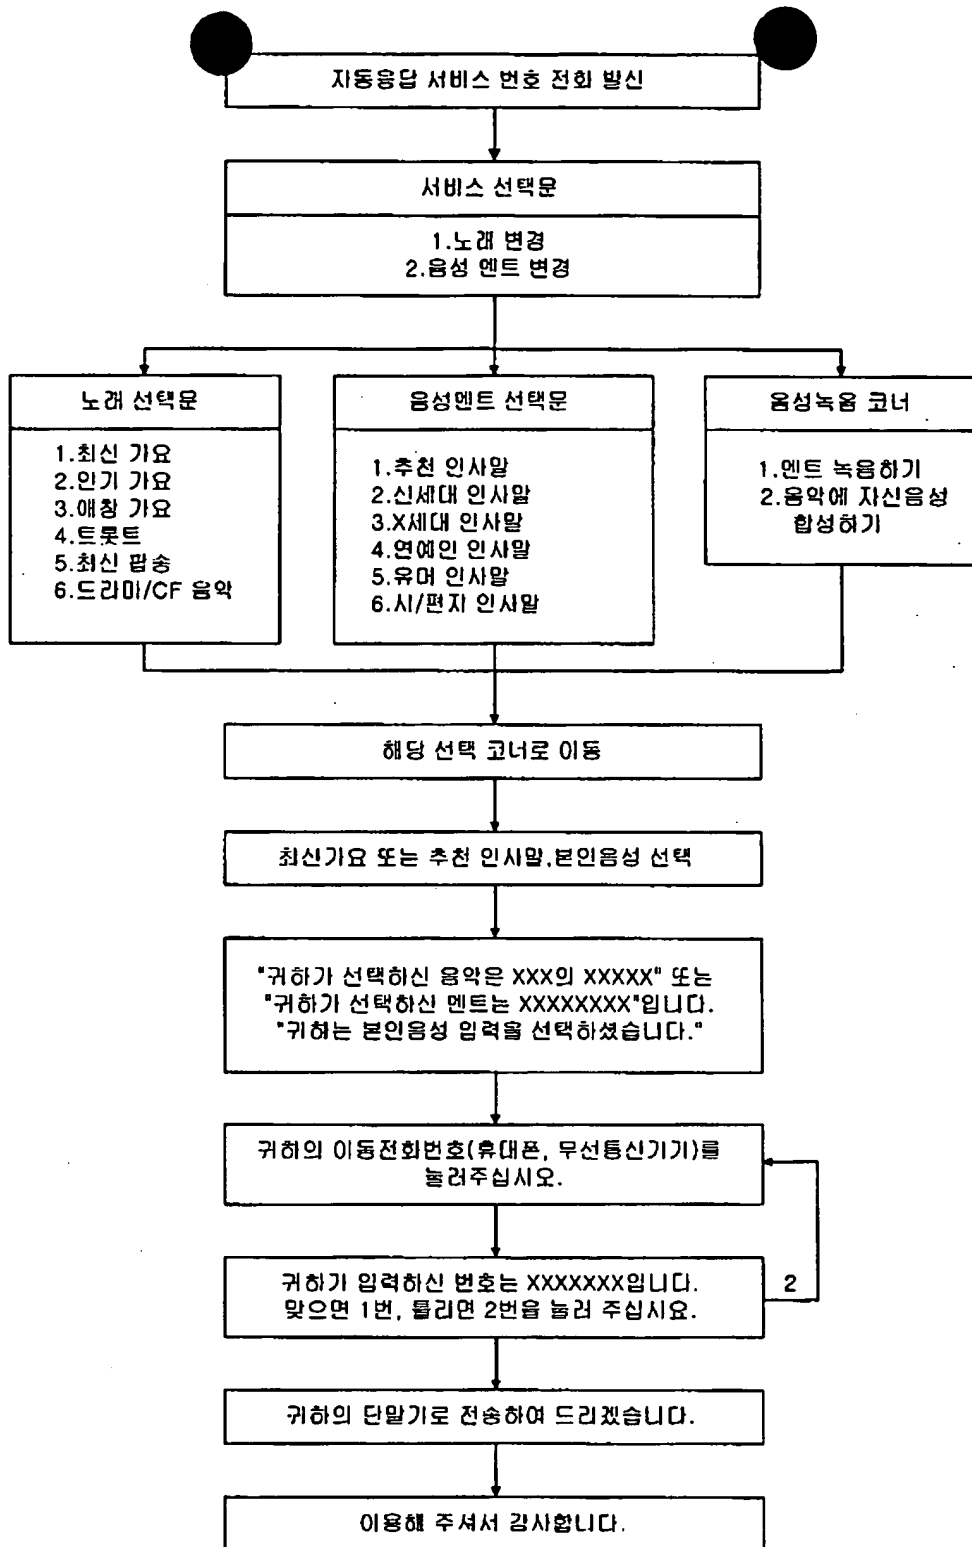 자동응답 서비스 번호 전화 발신
서비스 선택문
1.노래 변경
2.음성 멘트 변경
노래 선택문
1.최신 가요
2.인기 가요
3.애창 가요
4.트롯트
5.최신 팝송
6.드라마/CF 음악
음성멘트 선택문
1.추천 인사말
2.신세대 인사말
3.X세대 인사말
4.연예인 인사말
5.유머 인사말
6.시/편지 인사말
음성녹음 코너
1.멘트 녹음하기
2.음악에 자신음성
합성하기
해당 선택 코너로 이동
최신가요 또는 추천 인사말,본인음성 선택
"귀하가 선택하신 음악은 XXX의 XXXXX" 또는
"귀하가 선택하신 멘트는 XXXXXXXX"입니다.
"귀하는 본인음성 입력을 선택하셨습니다."
귀하의 이동전화번호(휴대폰, 무선통신기기)를
눌러주십시오.
귀하가 입력하신 번호는 XXXXXXX입니다.
맞으면 1번, 틀리면 2번을 눌러 주십시요.
2
귀하의 단말기로 전송하여 드리겠습니다.
이용해 주셔서 감사합니다.